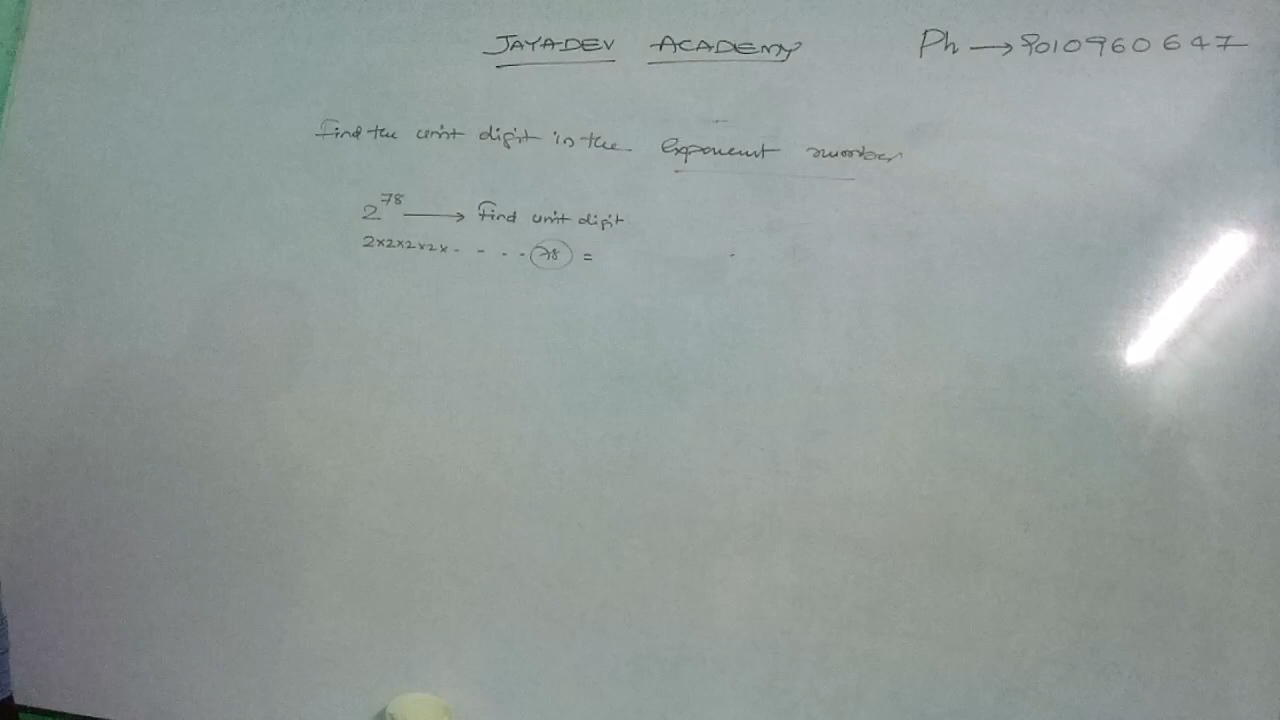 JAYADEV ACADEMY Ph → 9010960647
Find the unit digit in the Exponent number
2^78 → Find unit digit
2×2×2×2×- - - - - 78 =